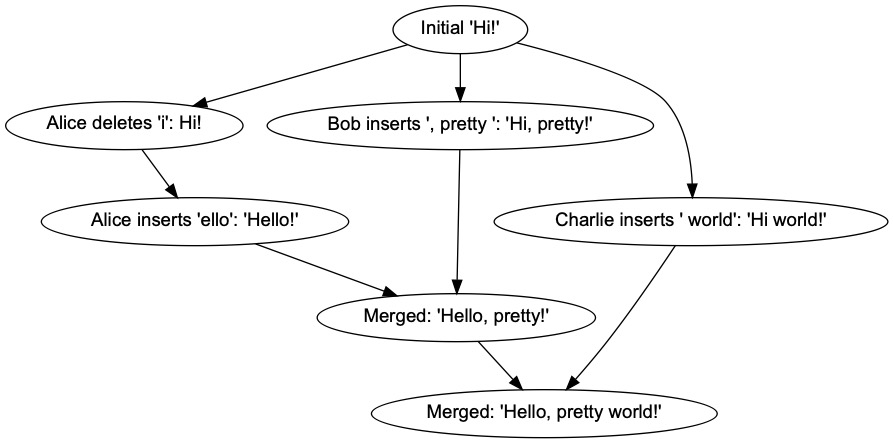 Initial 'Hi!'
Alice deletes 'i': Hi!
Bob inserts ', pretty ': 'Hi, pretty!'
Alice inserts 'ello': 'Hello!'
Charlie inserts ' world': 'Hi world!'
Merged: 'Hello, pretty!'
Merged: 'Hello, pretty world!'